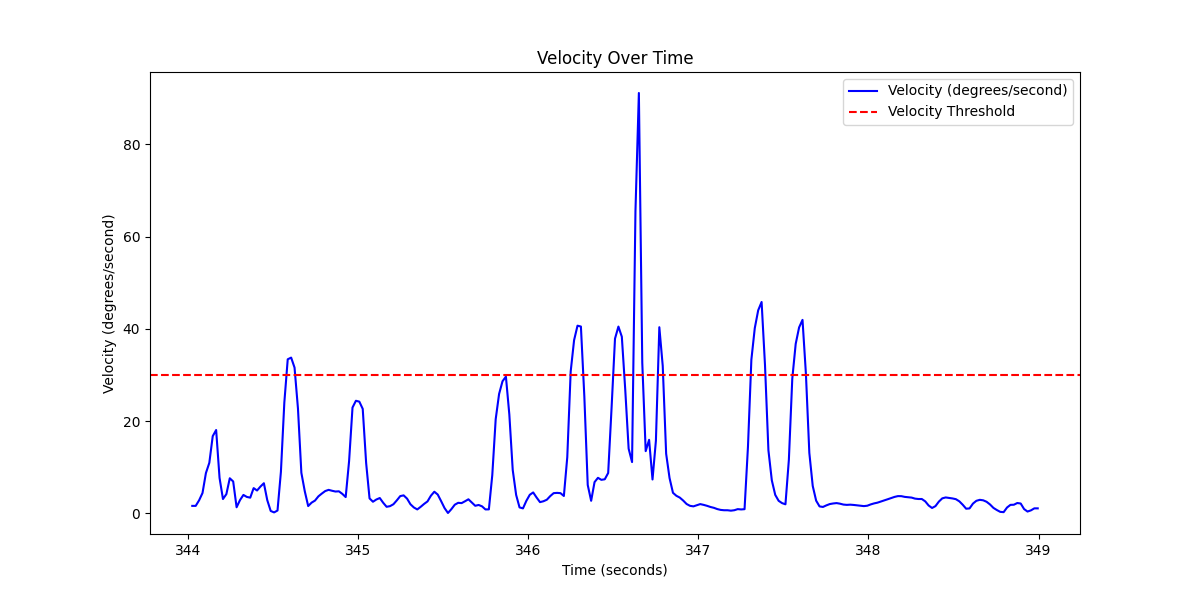 Velocity Over Time
Velocity (degrees/second)
Velocity Threshold
Velocity (degrees/second)
80
60
40
20
0
344 345 346 347 348 349
Time (seconds)